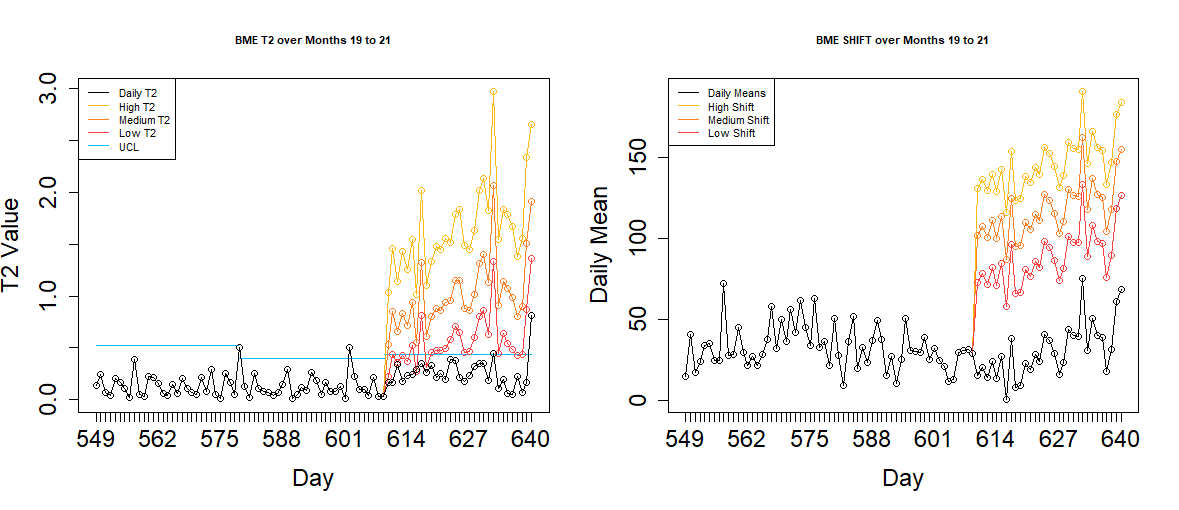 BME T2 over Months 19 to 21
T2 Value
3.0
2.0
1.0
0.0
Daily T2
High T2
Medium T2
Low T2
UCL
549 562 575 588 601 614 627 640
Day
BME SHIFT over Months 19 to 21
Daily Mean
150
100
50
0
Daily Means
High Shift
Medium Shift
Low Shift
549 562 575 588 601 614 627 640
Day